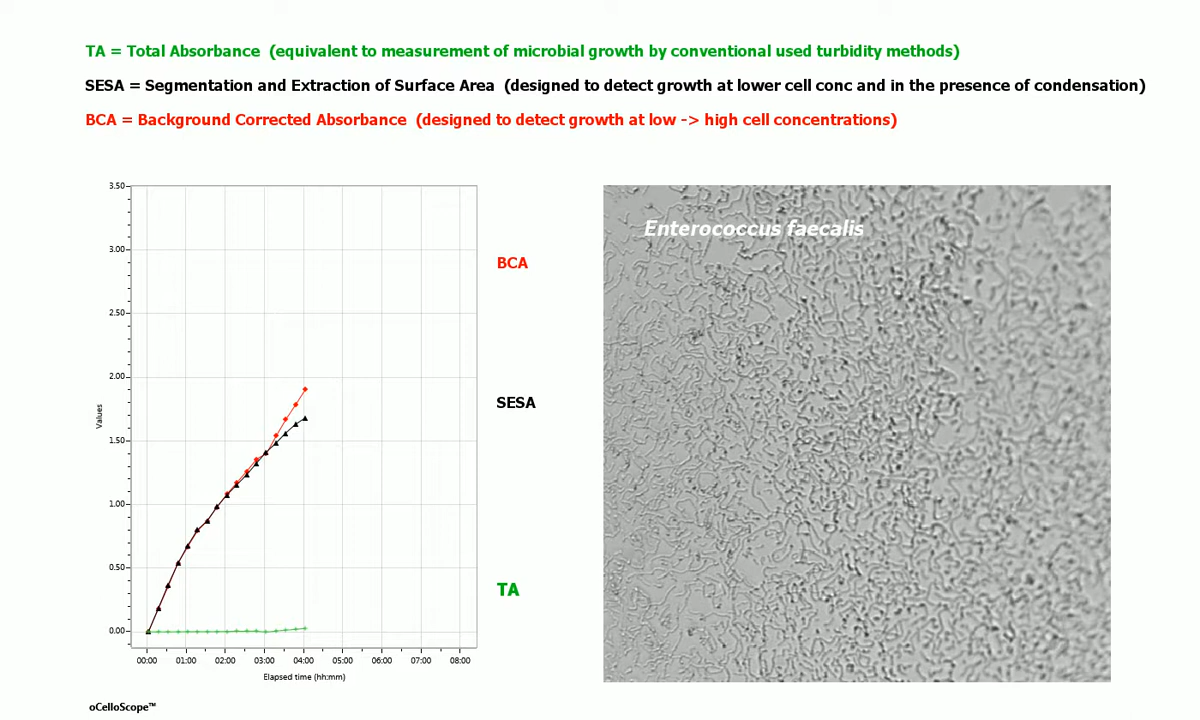 TA = Total Absorbance (equivalent to measurement of microbial growth by conventional used turbidity methods)
SESA = Segmentation and Extraction of Surface Area (designed to detect growth at lower cell conc and in the presence of condensation)
BCA = Background Corrected Absorbance (designed to detect growth at low -> high cell concentrations)
3.50
3.00
2.50
2.00
1.50
1.00
0.50
0.00
Values
00:00 01:00 02:00 03:00 04:00 05:00 06:00 07:00 08:00
Elapsed time (hh:mm)
BCA
SESA
TA
Enterococcus faecalis
oCelloScope™